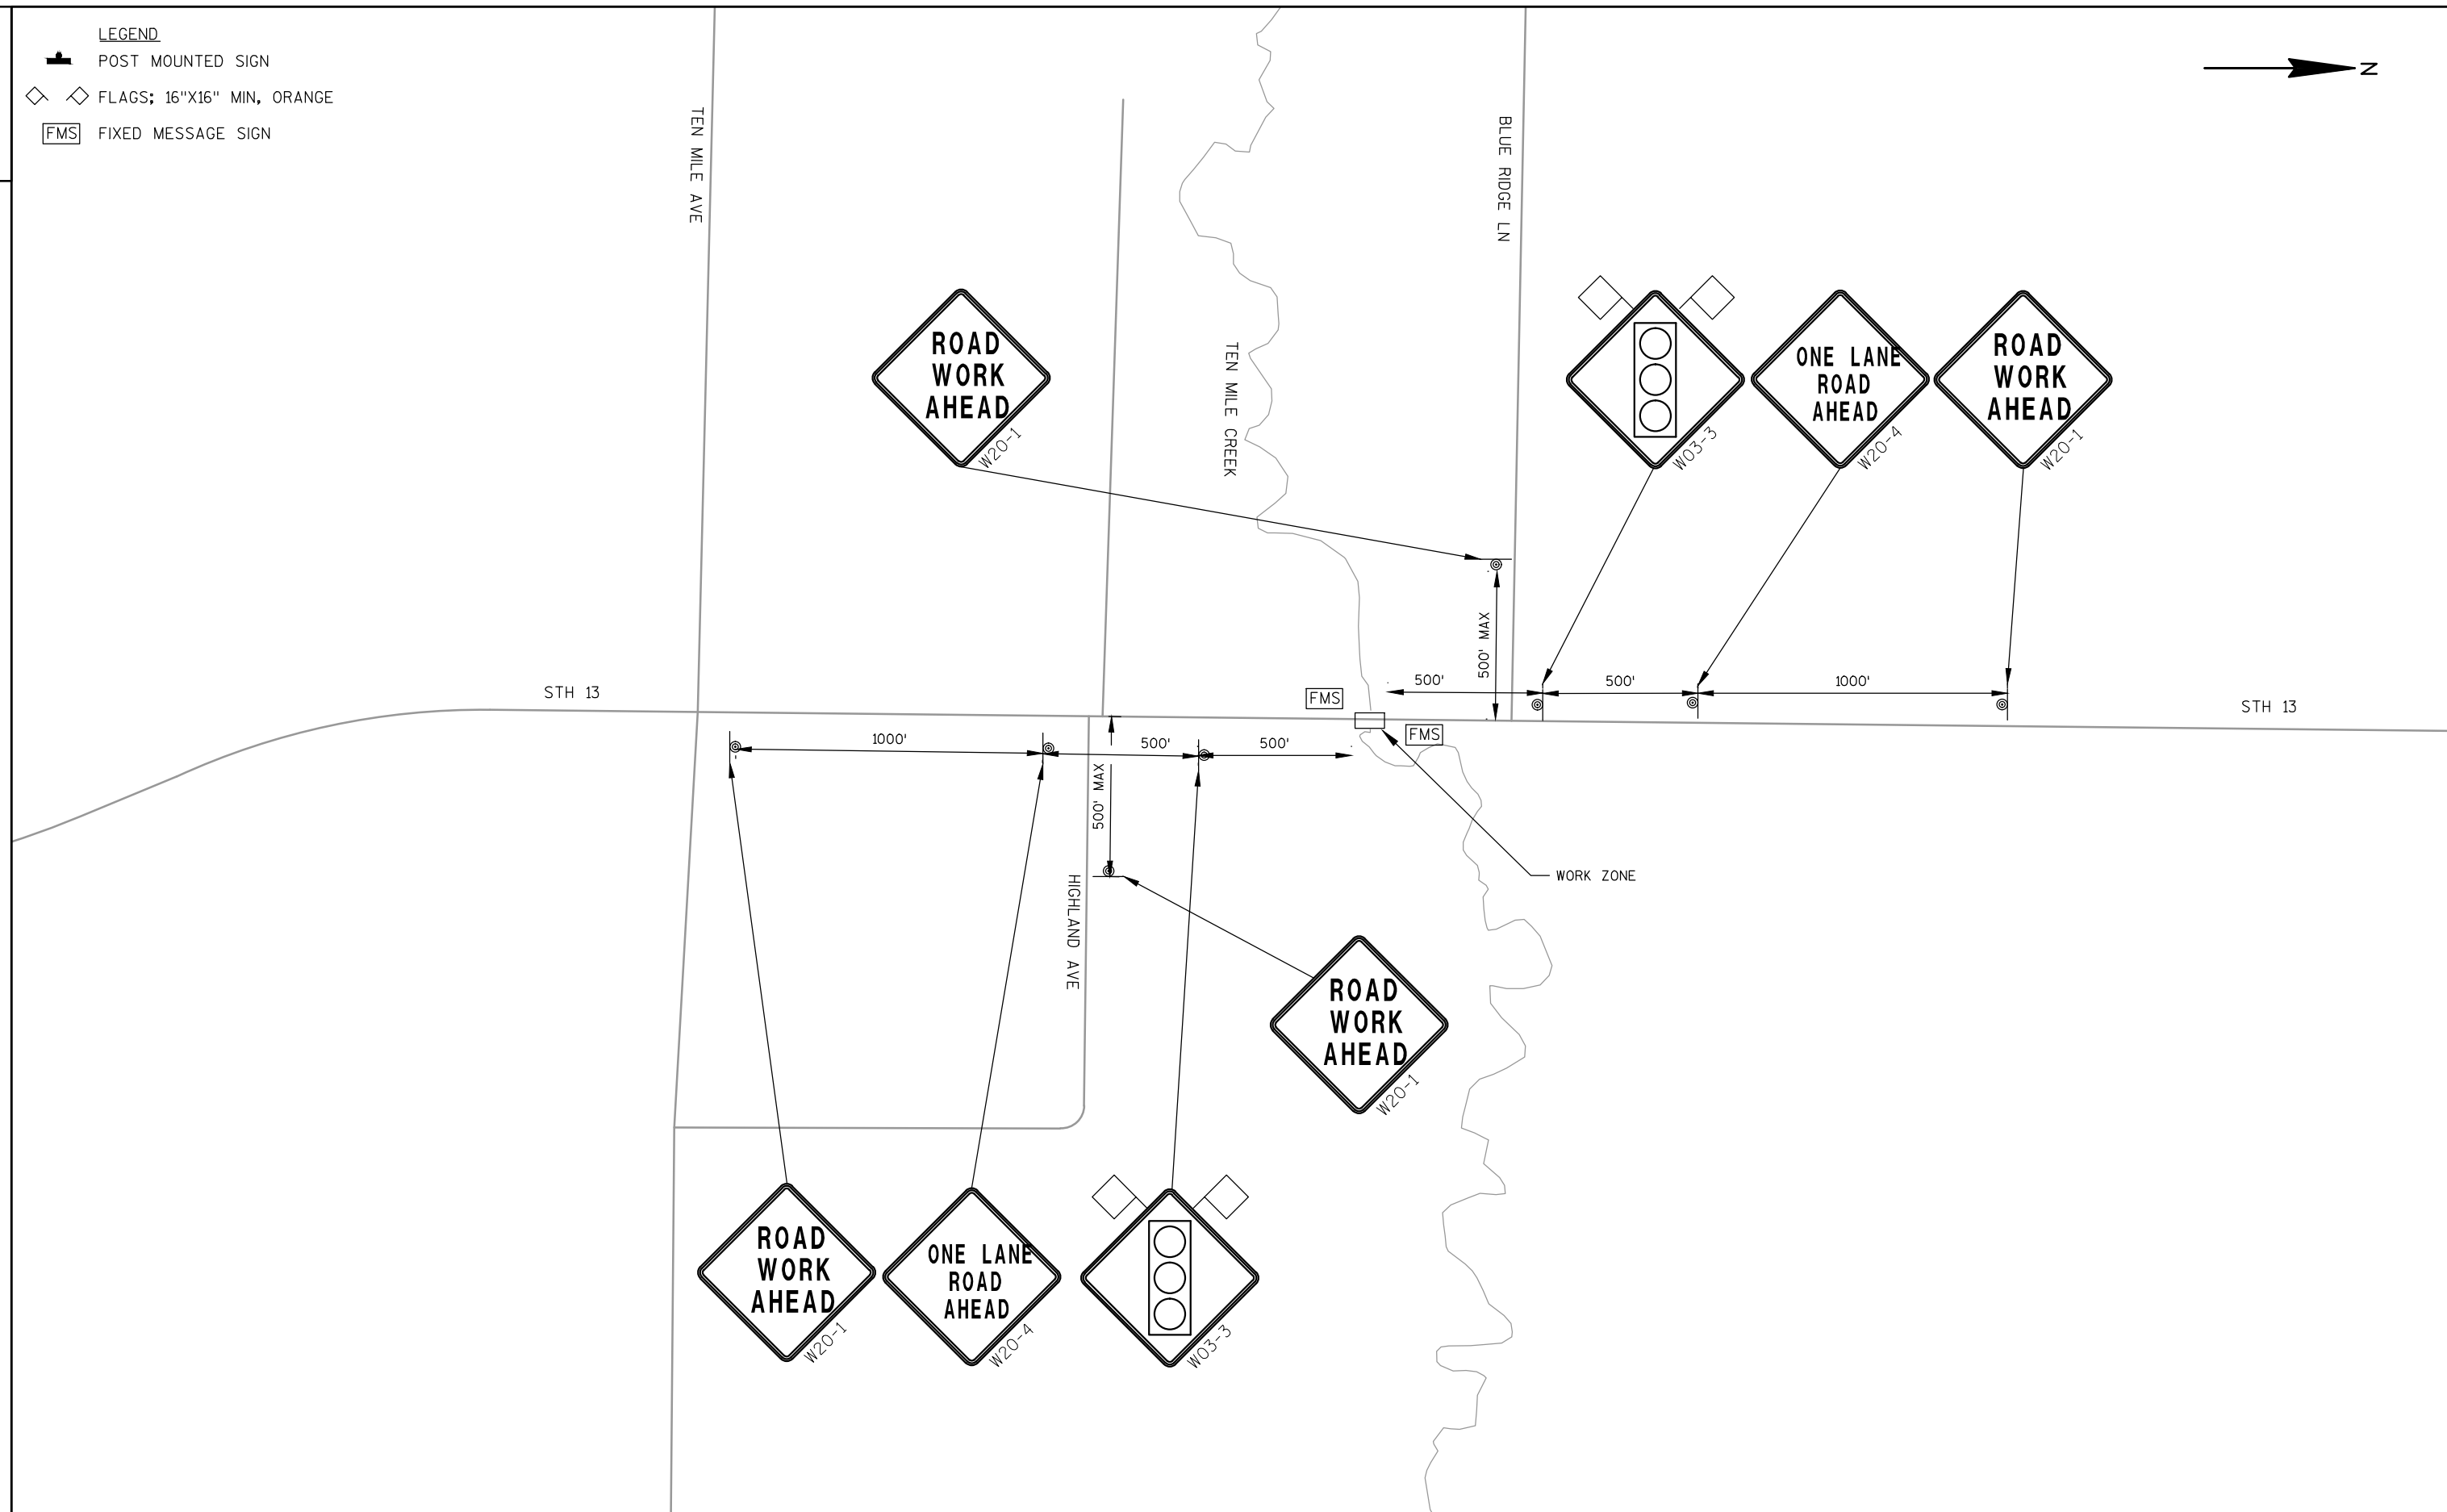 LEGEND
POST MOUNTED SIGN
FLAGS; 16"X16" MIN, ORANGE
FMS FIXED MESSAGE SIGN
N
TEN MILE AVE
BLUE RIDGE LN
TEN MILE CREEK
ROAD
WORK
AHEAD
W20-1
W03-3
ONE LANE
ROAD
AHEAD
W20-4
ROAD
WORK
AHEAD
W20-1
500' MAX
STH 13
FMS
500'
500'
1000'
STH 13
FMS
1000'
500'
500'
500' MAX
HIGHLAND AVE
WORK ZONE
ROAD
WORK
AHEAD
W20-1
ROAD
WORK
AHEAD
W20-1
ONE LANE
ROAD
AHEAD
W20-4
W03-3